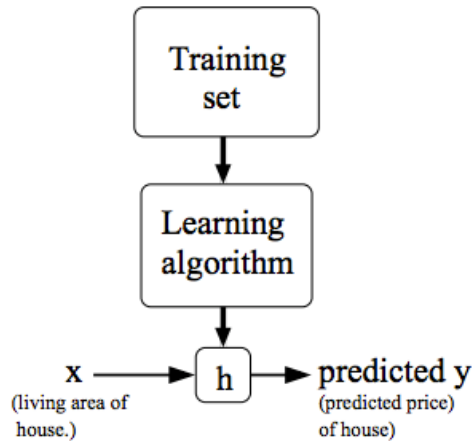 Training
set
Learning
algorithm
x
h
predicted y
(living area of
house.)
(predicted price)
of house)